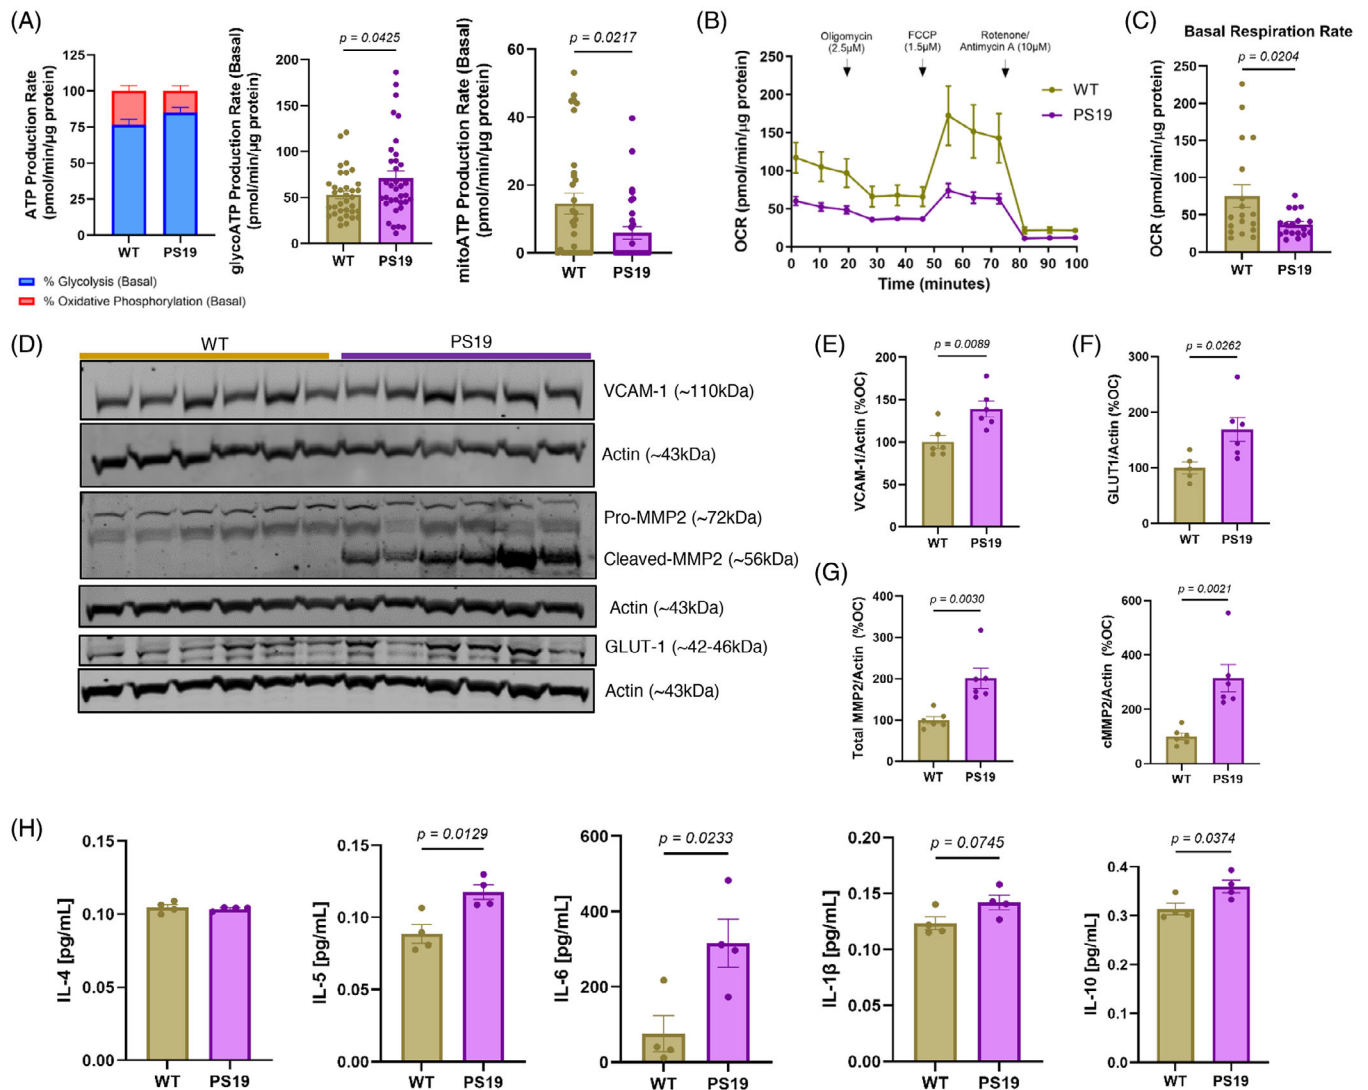 (A)
ATP Production Rate
(pmol/min/µg protein)
125
100
75
50
25
0
WT
PS19
% Glycolysis (Basal)
% Oxidative Phosphorylation (Basal)
p = 0.0425
glycoATP Production Rate (Basal)
(pmol/min/µg protein)
200
150
100
50
0
WT
PS19
p = 0.0217
mitoATP Production Rate (Basal)
(pmol/min/µg protein)
60
40
20
0
WT
PS19
(B)
Oligomycin
(2.5µM)
FCCP
(1.5µM)
Rotenone/
Antimycin A (10µM)
WT
PS19
OCR (pmol/min/µg protein)
250
200
150
100
50
0
0 10 20 30 40 50 60 70 80 90 100
Time (minutes)
(C)
Basal Respiration Rate
p = 0.0204
OCR (pmol/min/µg protein)
250
200
150
100
50
0
WT
PS19
(D)
WT
PS19
VCAM-1 (~110kDa)
Actin (~43kDa)
Pro-MMP2 (~72kDa)
Cleaved-MMP2 (~56kDa)
Actin (~43kDa)
GLUT-1 (~42-46kDa)
Actin (~43kDa)
(E)
p = 0.0089
VCAM-1/Actin (%OC)
200
150
100
50
0
WT
PS19
(F)
p = 0.0262
GLUT1/Actin (%OC)
300
200
100
0
WT
PS19
(G)
p = 0.0030
Total MMP2/Actin (%OC)
400
300
200
100
0
WT
PS19
p = 0.0021
cMMP2/Actin (%OC)
600
400
200
0
WT
PS19
(H)
IL-4 [pg/mL]
0.15
0.10
0.05
0.00
WT
PS19
p = 0.0129
IL-5 [pg/mL]
0.15
0.10
0.05
0.00
WT
PS19
p = 0.0233
IL-6 [pg/mL]
600
400
200
0
WT
PS19
p = 0.0745
IL-1β [pg/mL]
0.20
0.15
0.10
0.05
0.00
WT
PS19
p = 0.0374
IL-10 [pg/mL]
0.4
0.3
0.2
0.1
0.0
WT
PS19